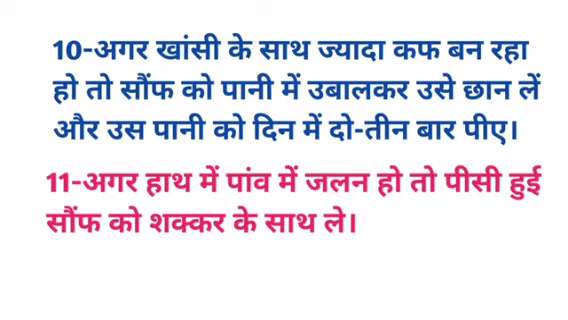 10-अगर खांसी के साथ ज्यादा कफ बन रहा
हो तो सौंफ को पानी में उबालकर उसे छान लें
और उस पानी को दिन में दो-तीन बार पीए।
11-अगर हाथ में पांव में जलन हो तो पीसी हुई
सौंफ को शक्कर के साथ ले।